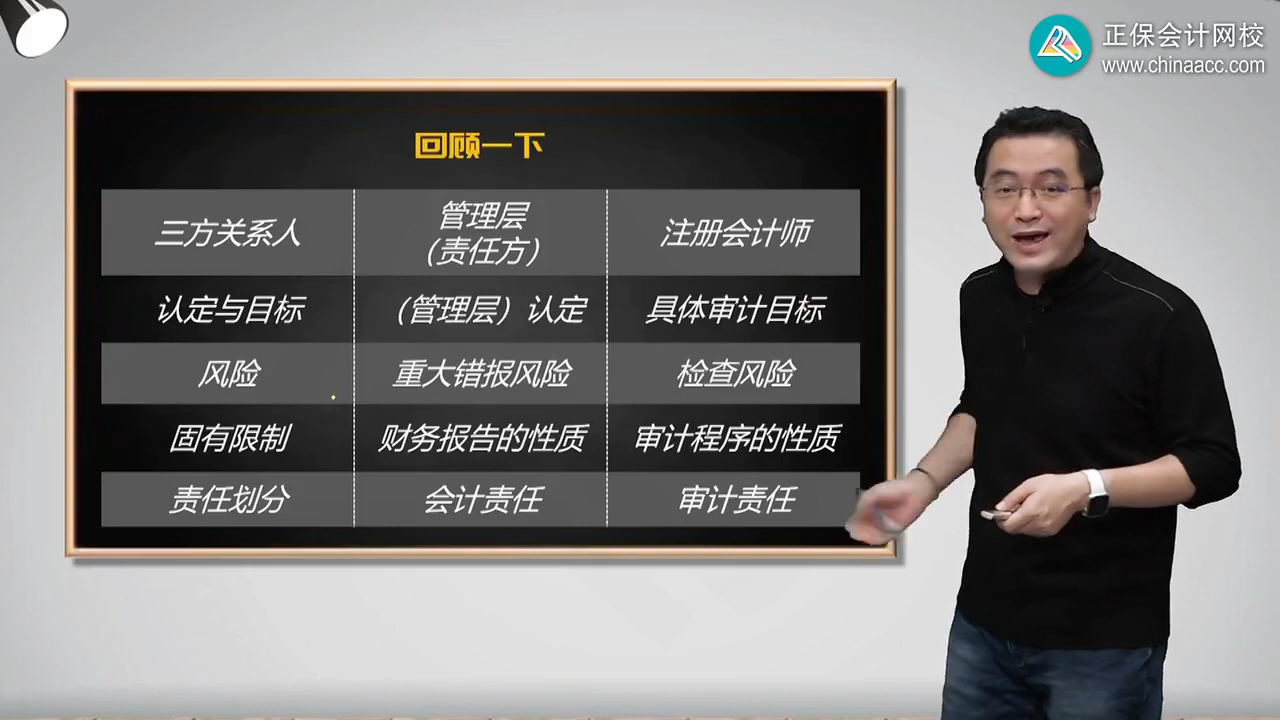 正保会计网校
www.chinaacc.com
回顾一下
三方关系人
管理层
（责任方）
注册会计师
认定与目标
（管理层）认定
具体审计目标
风险
重大错报风险
检查风险
固有限制
财务报告的性质
审计程序的性质
责任划分
会计责任
审计责任